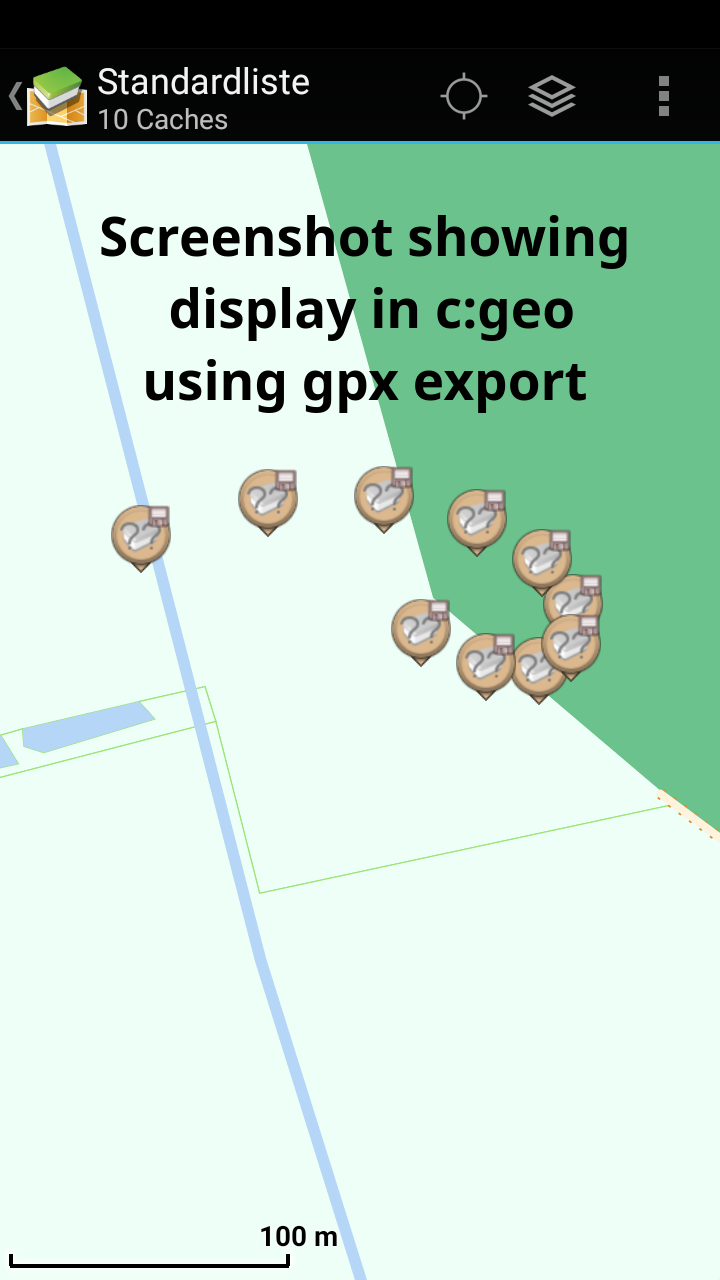 Standardliste
10 Caches
Screenshot showing
display in c:geo
using gpx export
100 m